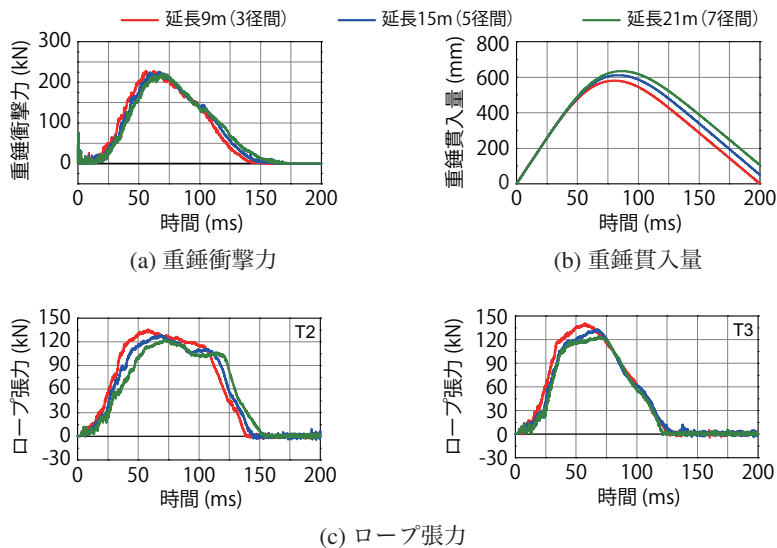 延長9m（3径間） 延長15m（5径間） 延長21m（7径間）
重錘衝撃力 (kN)
300
200
100
0
0 50 100 150 200
時間 (ms)
(a) 重錘衝撃力
重錘貫入量 (mm)
800
600
400
200
0
0 50 100 150 200
時間 (ms)
(b) 重錘貫入量
ロープ張力 (kN)
150
120
90
60
30
0
-30
T2
0 50 100 150 200
時間 (ms)
ロープ張力 (kN)
150
120
90
60
30
0
-30
T3
0 50 100 150 200
時間 (ms)
(c) ロープ張力